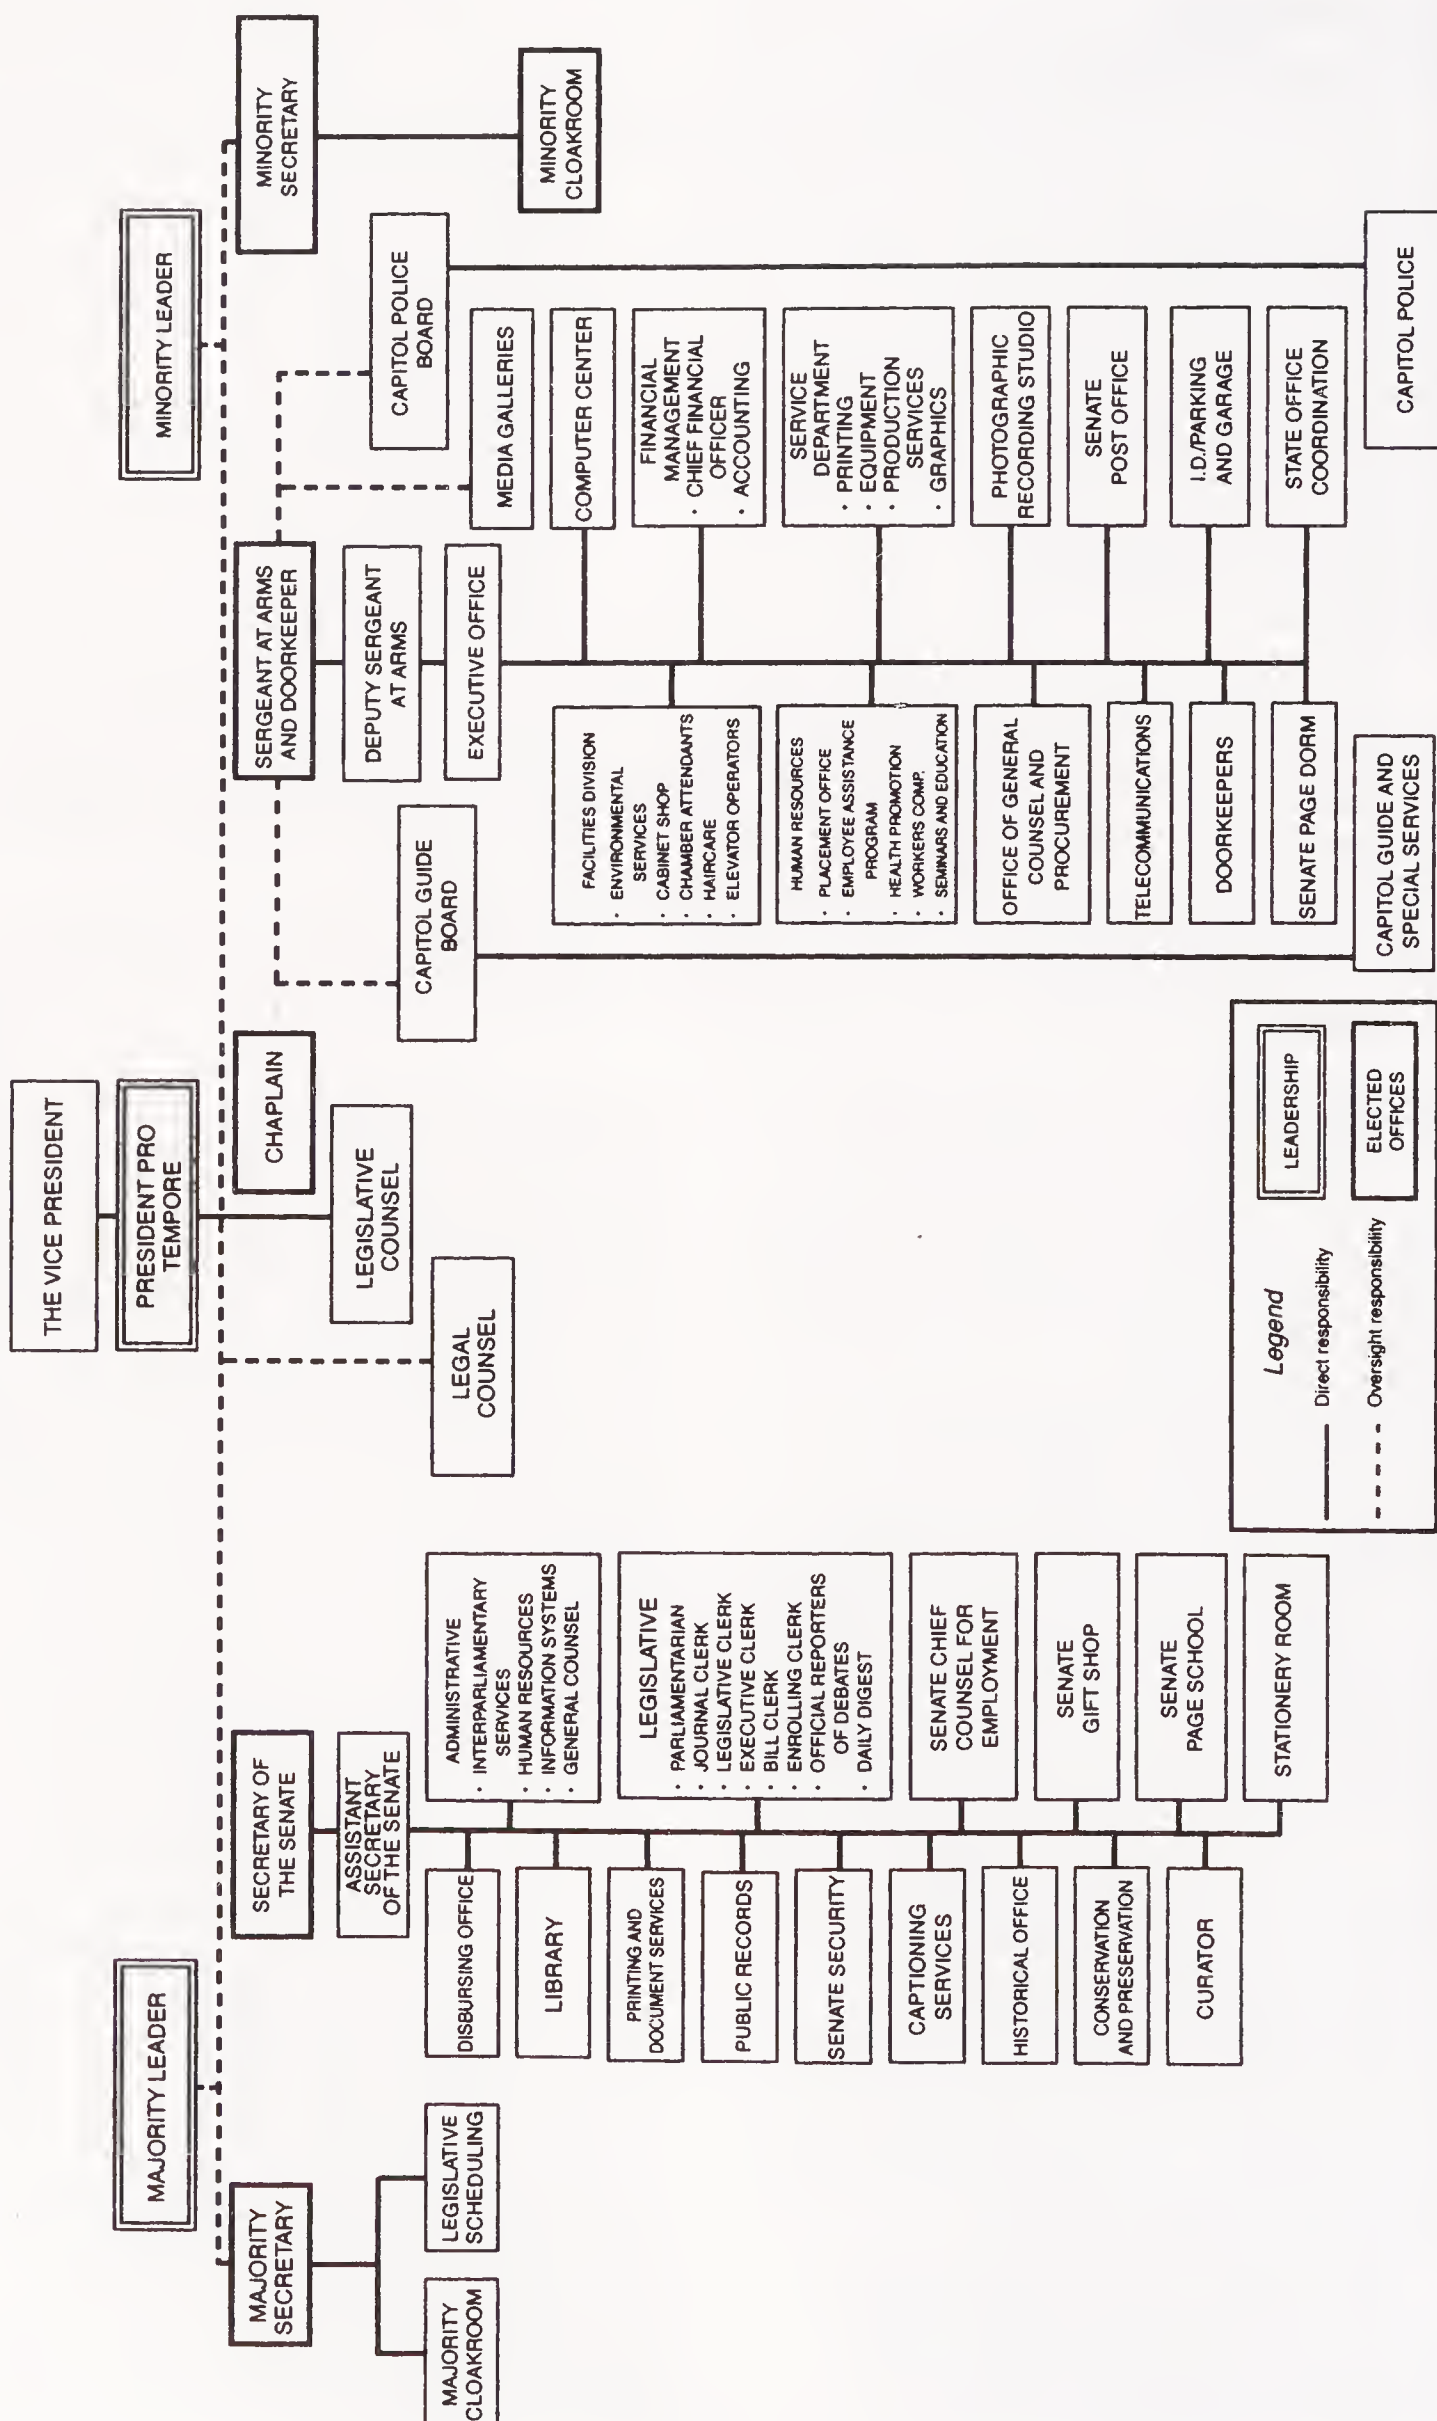 THE VICE PRESIDENT
MAJORITY LEADER
PRESIDENT PRO
TEMPORE
MINORITY LEADER
MAJORITY
SECRETARY
SECRETARY OF
THE SENATE
CHAPLAIN
SERGEANT AT ARMS
AND DOORKEEPER
MINORITY
SECRETARY
MAJORITY
CLOAKROOM
LEGISLATIVE
SCHEDULING
ASSISTANT
SECRETARY
OF THE SENATE
DISBURSING OFFICE
LIBRARY
PRINTING AND
DOCUMENT SERVICES
PUBLIC RECORDS
SENATE SECURITY
CAPTIONING
SERVICES
HISTORICAL OFFICE
CONSERVATION
AND PRESERVATION
CURATOR
ADMINISTRATIVE
· INTERPARLIAMENTARY
SERVICES
· HUMAN RESOURCES
· INFORMATION SYSTEMS
· GENERAL COUNSEL
LEGISLATIVE
· PARLIAMENTARIAN
· JOURNAL CLERK
· LEGISLATIVE CLERK
· EXECUTIVE CLERK
· BILL CLERK
· ENROLLING CLERK
· OFFICIAL REPORTERS
OF DEBATES
· DAILY DIGEST
SENATE CHIEF
COUNSEL FOR
EMPLOYMENT
SENATE
GIFT SHOP
SENATE
PAGE SCHOOL
STATIONERY ROOM
LEGAL
COUNSEL
LEGISLATIVE
COUNSEL
CAPITOL GUIDE
BOARD
DEPUTY SERGEANT
AT ARMS
EXECUTIVE OFFICE
CAPITOL POLICE
BOARD
MINORITY
CLOAKROOM
FACILITIES DIVISION
· ENVIRONMENTAL
SERVICES
· CABINET SHOP
· CHAMBER ATTENDANTS
· HAIRCARE
· ELEVATOR OPERATORS
HUMAN RESOURCES
· PLACEMENT OFFICE
· EMPLOYEE ASSISTANCE
PROGRAM
· HEALTH PROMOTION
· WORKERS COMP.
· SEMINARS AND EDUCATION
OFFICE OF GENERAL
COUNSEL AND
PROCUREMENT
TELECOMMUNICATIONS
DOORKEEPERS
SENATE PAGE DORM
CAPITOL GUIDE AND
SPECIAL SERVICES
MEDIA GALLERIES
COMPUTER CENTER
FINANCIAL
MANAGEMENT
· CHIEF FINANCIAL
OFFICER
· ACCOUNTING
SERVICE
DEPARTMENT
· PRINTING
· EQUIPMENT
· PRODUCTION
SERVICES
· GRAPHICS
PHOTOGRAPHIC
RECORDING STUDIO
SENATE
POST OFFICE
I.D./PARKING
AND GARAGE
STATE OFFICE
COORDINATION
CAPITOL POLICE
Legend
Direct responsibility
LEADERSHIP
Oversight responsibility
ELECTED
OFFICES